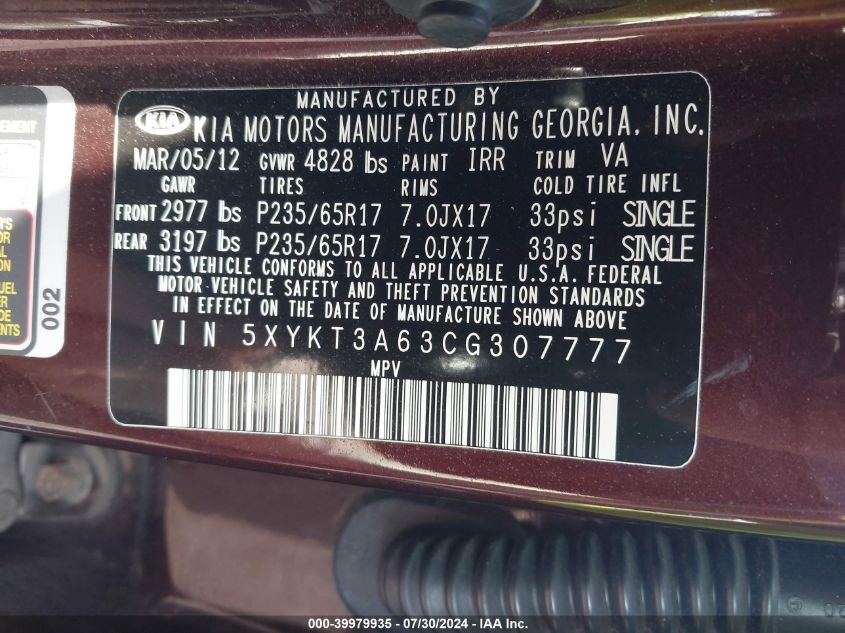 MANUFACTURED BY
KIA KIA MOTORS MANUFACTURING GEORGIA, INC.
MAR/05/12 GVWR 4828 lbs PAINT IRR TRIM VA
GAWR TIRES RIMS COLD TIRE INFL
FRONT 2977 lbs P235/65R17 7.0JX17 33psi SINGLE
REAR 3197 lbs P235/65R17 7.0JX17 33psi SINGLE
THIS VEHICLE CONFORMS TO ALL APPLICABLE U.S.A. FEDERAL
MOTOR-VEHICLE SAFETY AND THEFT PREVENTION STANDARDS
IN EFFECT ON THE DATE OF MANUFACTURE SHOWN ABOVE
VIN 5XYKT3A63CG307777
MPV
002
000-39979935 - 07/30/2024 - IAA Inc.